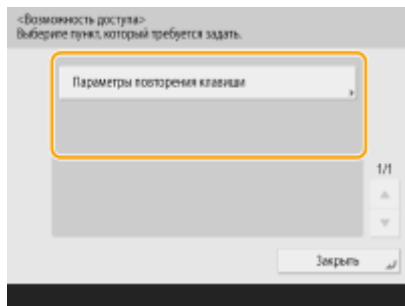 <Возможность доступа>
Выберите пункт, который требуется задать.
Параметры повторения клавиши
1/1
Закрыть